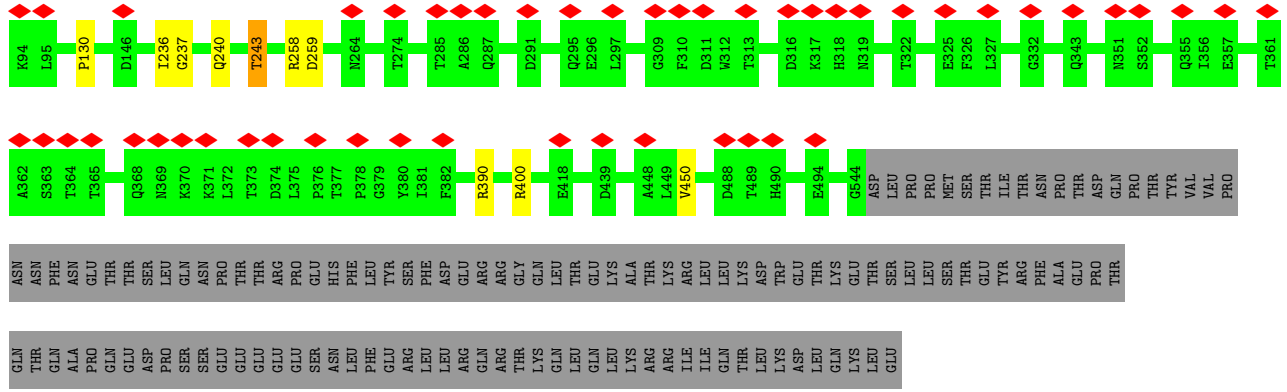 K94 L95 P130 D146 I236 G237 Q240 T243 R258 D259 N264 T274 T285 A286 Q287 D291 Q295 E296 L297 G309 F310 D311 W312 T313 D316 K317 H318 N319 T322 E325 F326 L327 G332 Q343 N351 S352 Q355 I356 E357 T361
A362 S363 T364 T365 Q368 N369 K370 K371 L372 T373 D374 L375 P376 T377 P378 G379 Y380 I381 F382 R390 R400 E418 D439 A448 L449 V450 D488 T489 H490 E494 G544 ASP LEU PRO PRO MET SER THR ILE THR ASN PRO THR ASP GLN PRO THR TYR VAL VAL PRO
ASN ASN PHE ASN GLU THR THR SER LEU GLN ASN PRO THR THR ARG PRO GLU HIS PHE LEU TYR SER PHE ASP GLU ARG ARG GLY GLN LEU THR GLU LYS ALA THR LYS ARG LEU LEU LYS ASP TRP GLU THR LYS GLU THR SER LEU LEU SER THR GLU TYR ARG PHE ALA GLU PRO THR
GLN THR GLN ALA PRO GLN GLU ASP PRO SER SER GLU GLU GLU GLU GLU SER ASN LEU PHE GLU ARG LEU LEU ARG GLN ARG THR LYS GLN LEU GLN LEU LYS ARG ARG ILE ILE GLN THR LEU LYS ASP LEU GLN LYS LEU GLU